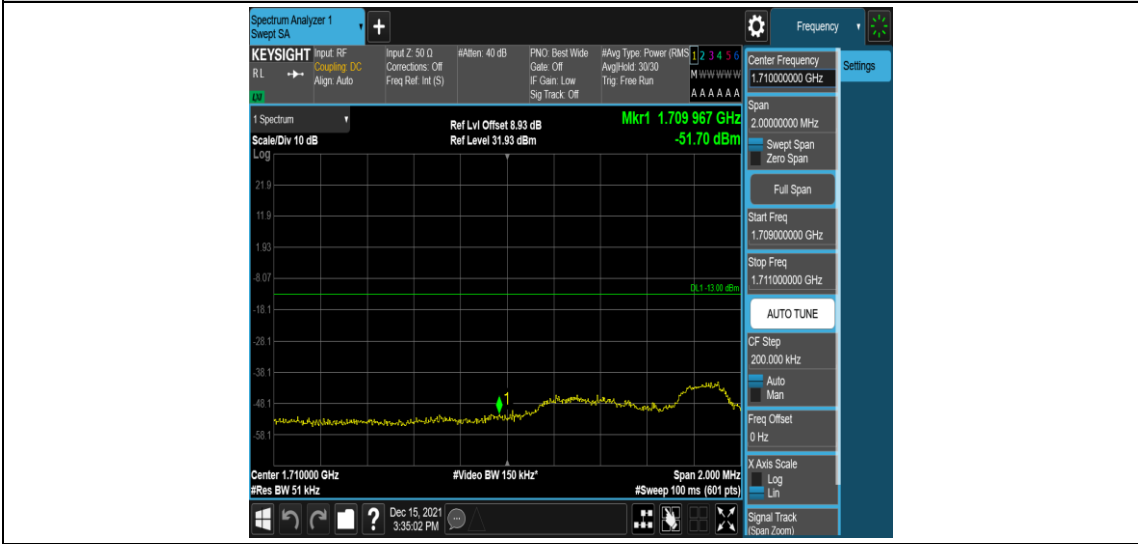 Spectrum Analyzer 1
Swept SA
+
Frequency
KEYSIGHT
RL
Input: RF
Coupling: DC
Align: Auto
Input Z: 50 Ω
Corrections: Off
Freq Ref: Int (S)
#Atten: 40 dB
PNO: Best Wide
Gate: Off
IF Gain: Low
Sig Track: Off
#Avg Type: Power (RMS
Avg|Hold: 30/30
Trig: Free Run
1 2 3 4 5 6
M W W W W W
A A A A A A
1 Spectrum
Scale/Div 10 dB
Log
Ref Lvl Offset 8.93 dB
Ref Level 31.93 dBm
Mkr1 1.709 967 GHz
-51.70 dBm
21.9
11.9
1.93
-8.07
DL1 -13.00 dBm
-18.1
-28.1
-38.1
-48.1
1
-58.1
Center 1.710000 GHz
#Res BW 51 kHz
#Video BW 150 kHz*
Span 2.000 MHz
#Sweep 100 ms (601 pts)
?
Dec 15, 2021
3:35:02 PM
Center Frequency
1.710000000 GHz
Settings
Span
2.00000000 MHz
Swept Span
Zero Span
Full Span
Start Freq
1.709000000 GHz
Stop Freq
1.711000000 GHz
AUTO TUNE
CF Step
200.000 kHz
Auto
Man
Freq Offset
0 Hz
X Axis Scale
Log
Lin
Signal Track
(Span Zoom)